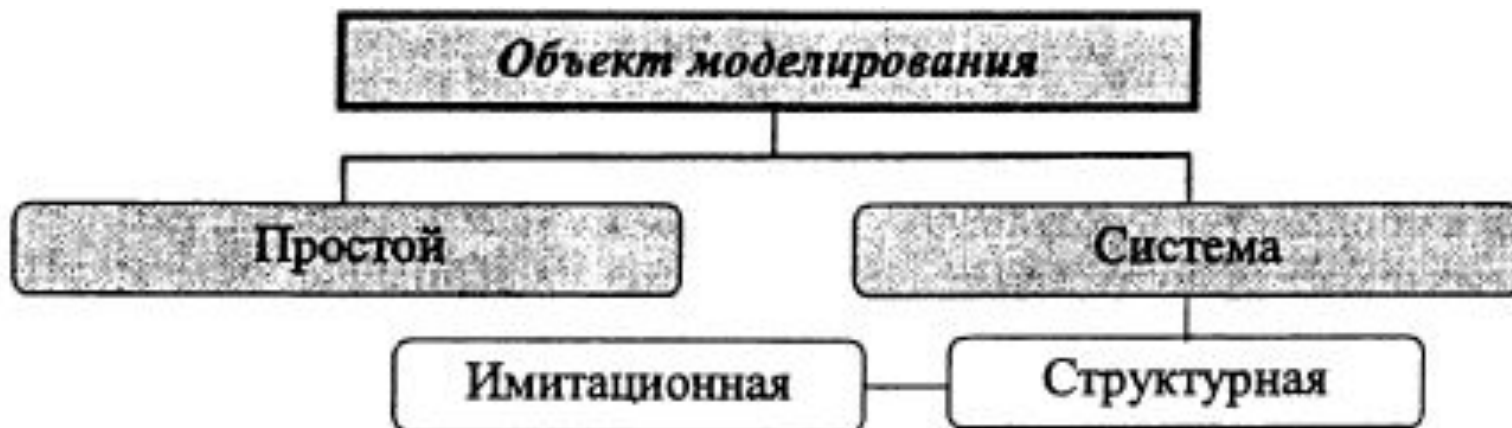 Объект моделирования
Простой
Система
Имитационная
Структурная